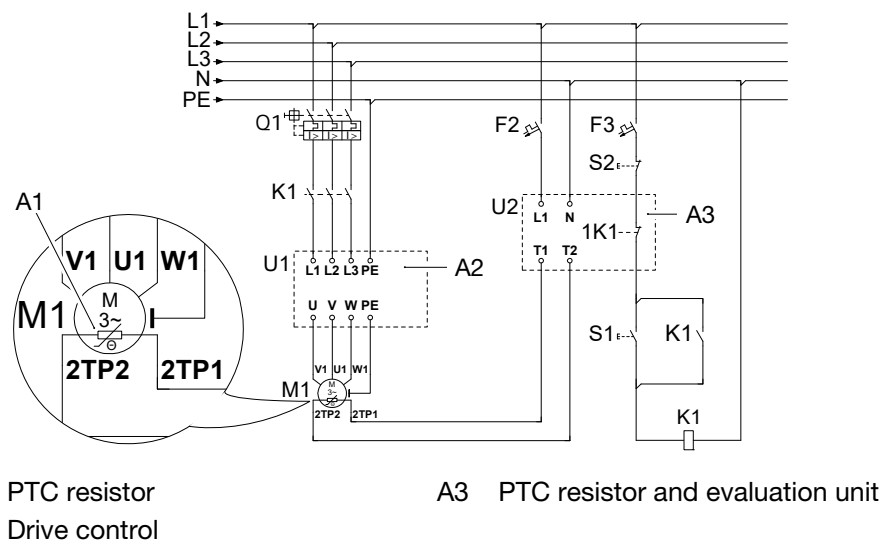 L1
L2
L3
N
PE
Q1
I> I> I>
F2
F3
S2
K1
A1
U2
L1 N
A3
1K1
T1 T2
V1 U1 W1
U1
L1 L2 L3 PE
A2
M1
M
3~
U V W PE
S1
K1
2TP2 2TP1
V1 U1 W1
M1
M
3~
2TP2 2TP1
K1
PTC resistor
A3 PTC resistor and evaluation unit
Drive control